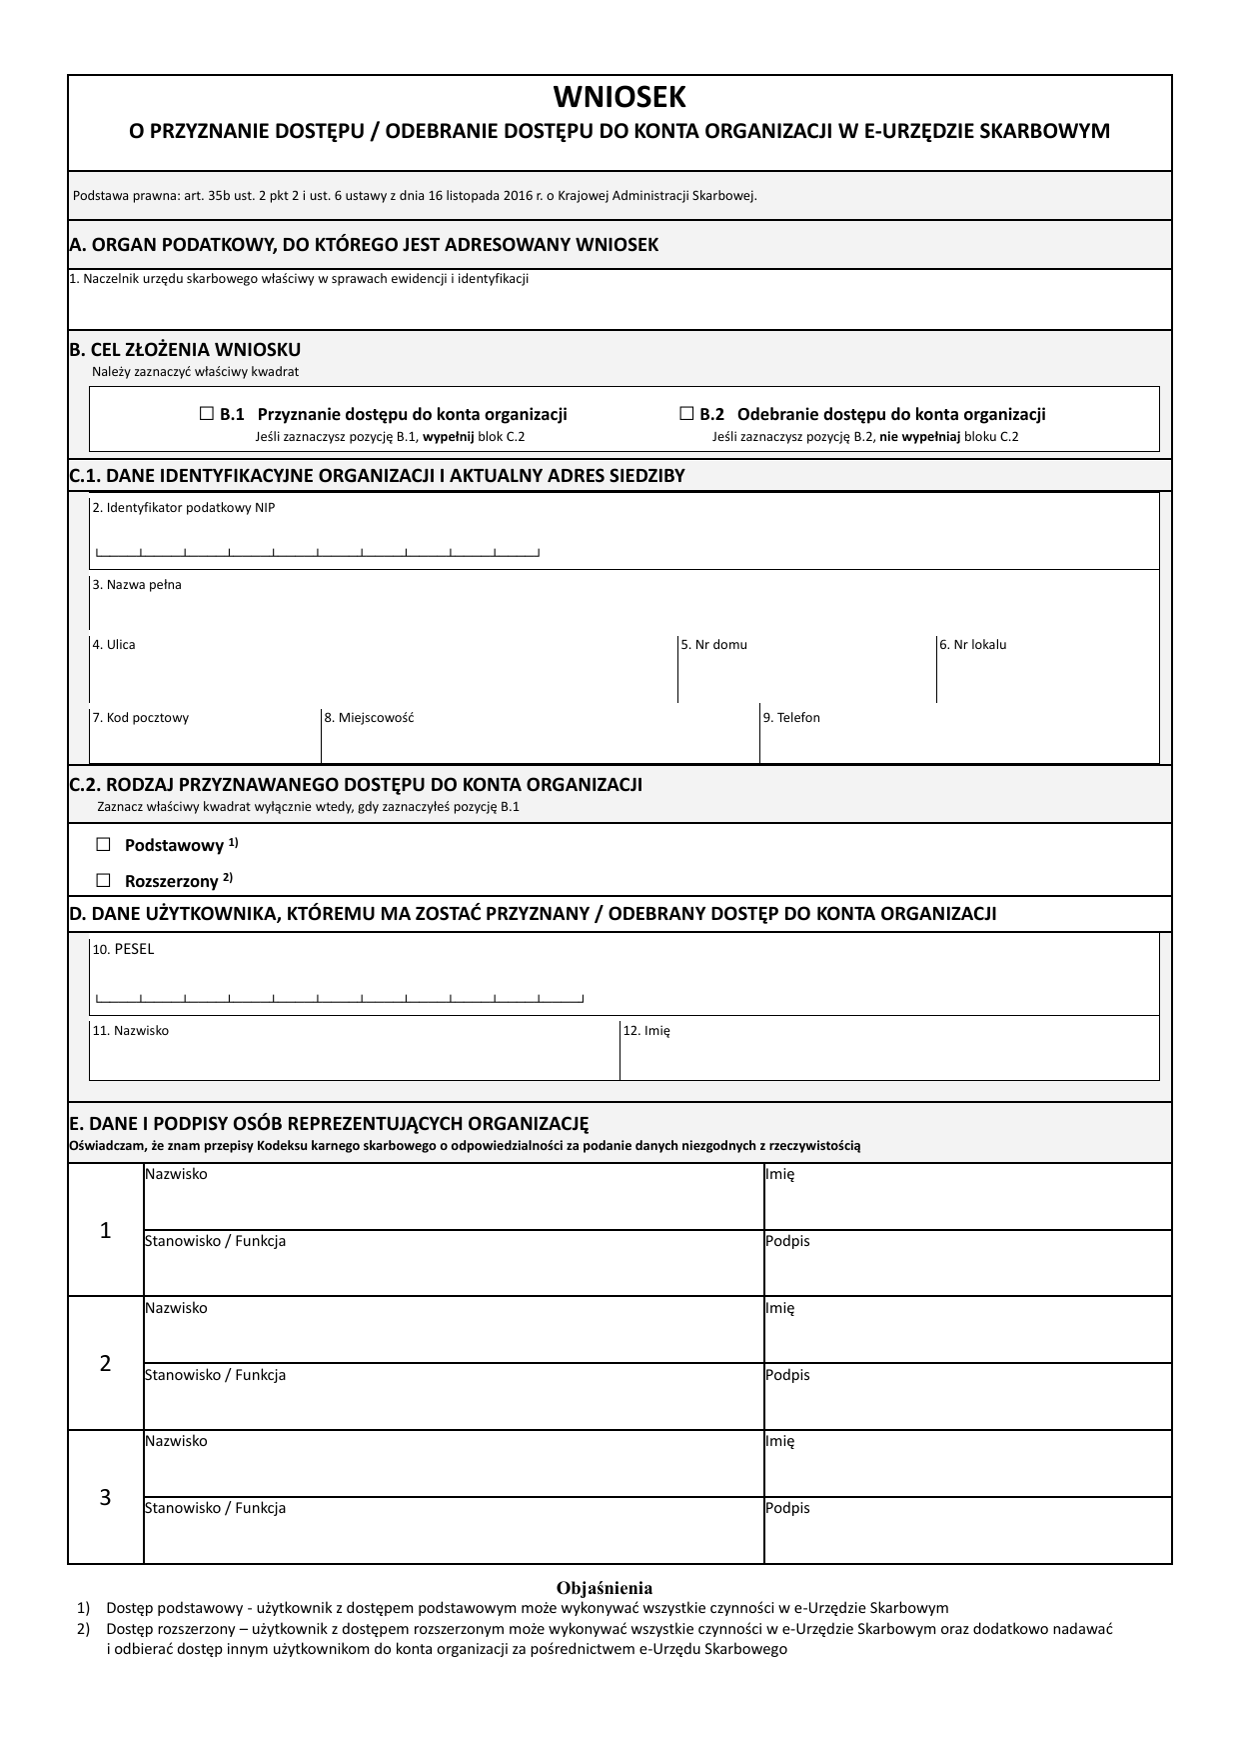 WNIOSEK
O PRZYZNANIE DOSTĘPU / ODEBRANIE DOSTĘPU DO KONTA ORGANIZACJI W E-URZĘDZIE SKARBOWYM
Podstawa prawna: art. 35b ust. 2 pkt 2 i ust. 6 ustawy z dnia 16 listopada 2016 r. o Krajowej Administracji Skarbowej.
A. ORGAN PODATKOWY, DO KTÓREGO JEST ADRESOWANY WNIOSEK
1. Naczelnik urzędu skarbowego właściwy w sprawach ewidencji i identyfikacji
B. CEL ZŁOŻENIA WNIOSKU
Należy zaznaczyć właściwy kwadrat
☐ B.1 Przyznanie dostępu do konta organizacji ☐ B.2 Odebranie dostępu do konta organizacji
Jeśli zaznaczysz pozycję B.1, wypełnij blok C.2 Jeśli zaznaczysz pozycję B.2, nie wypełniaj bloku C.2
C.1. DANE IDENTYFIKACYJNE ORGANIZACJI I AKTUALNY ADRES SIEDZIBY
2. Identyfikator podatkowy NIP
3. Nazwa pełna
4. Ulica 5. Nr domu 6. Nr lokalu
7. Kod pocztowy 8. Miejscowość 9. Telefon
C.2. RODZAJ PRZYZNAWANEGO DOSTĘPU DO KONTA ORGANIZACJI
Zaznacz właściwy kwadrat wyłącznie wtedy, gdy zaznaczyłeś pozycję B.1
☐ Podstawowy 1)
☐ Rozszerzony 2)
D. DANE UŻYTKOWNIKA, KTÓREMU MA ZOSTAĆ PRZYZNANY / ODEBRANY DOSTĘP DO KONTA ORGANIZACJI
10. PESEL
11. Nazwisko 12. Imię
E. DANE I PODPISY OSÓB REPREZENTUJĄCYCH ORGANIZACJĘ
Oświadczam, że znam przepisy Kodeksu karnego skarbowego o odpowiedzialności za podanie danych niezgodnych z rzeczywistością
Nazwisko Imię
1
Stanowisko / Funkcja Podpis
Nazwisko Imię
2
Stanowisko / Funkcja Podpis
Nazwisko Imię
3
Stanowisko / Funkcja Podpis
Objaśnienia
1) Dostęp podstawowy - użytkownik z dostępem podstawowym może wykonywać wszystkie czynności w e-Urzędzie Skarbowym
2) Dostęp rozszerzony – użytkownik z dostępem rozszerzonym może wykonywać wszystkie czynności w e-Urzędzie Skarbowym oraz dodatkowo nadawać
i odbierać dostęp innym użytkownikom do konta organizacji za pośrednictwem e-Urzędu Skarbowego